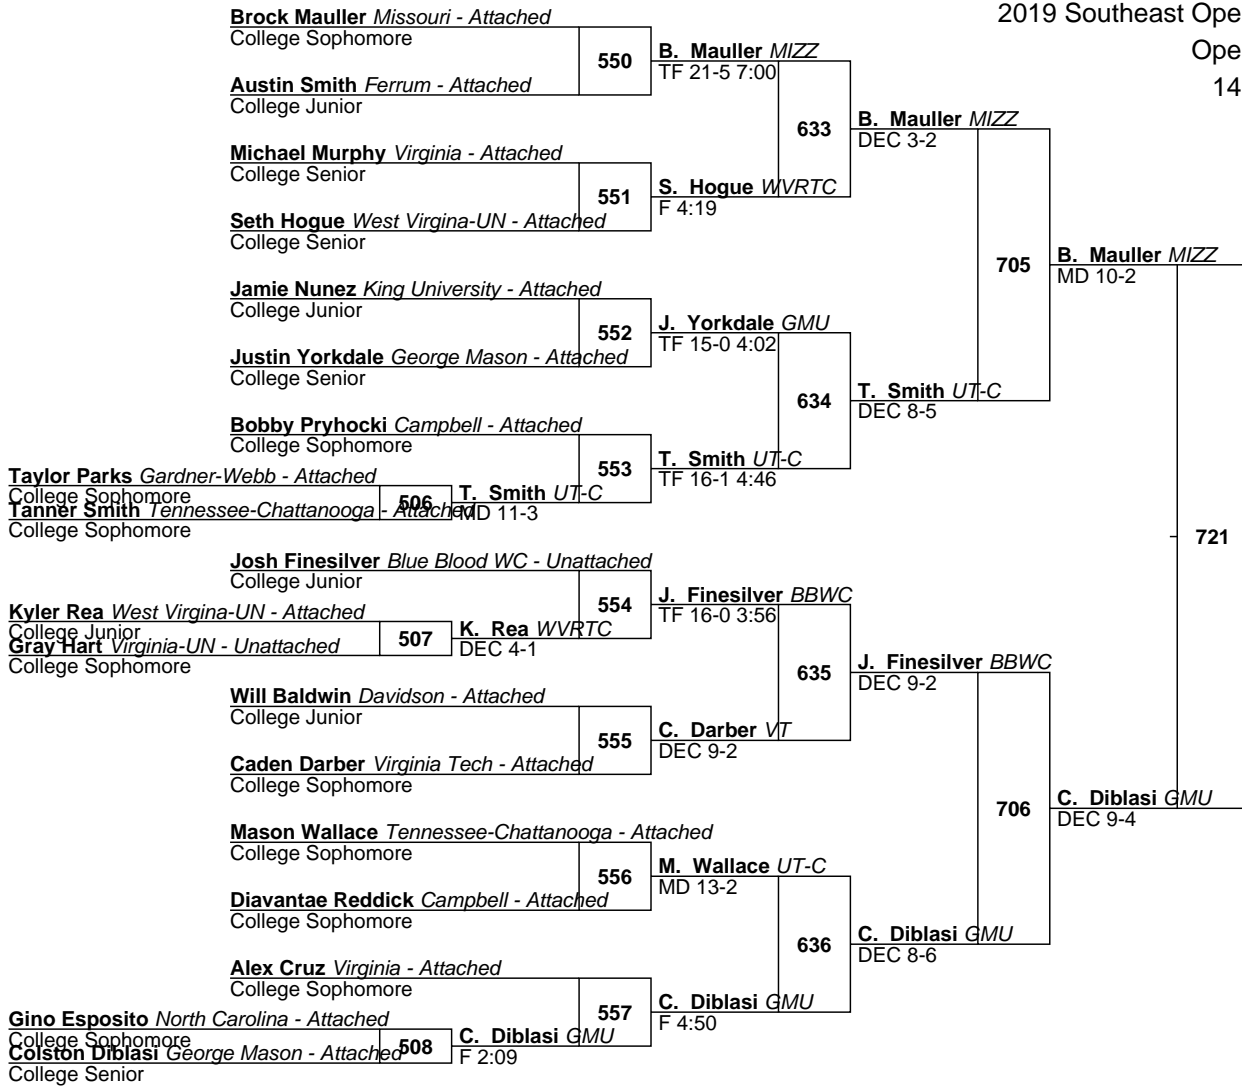 2019 Southeast Ope
Ope
14
Brock Mauller Missouri - Attached
College Sophomore
550
B. Mauller MIZZ
TF 21-5 7:00
Austin Smith Ferrum - Attached
College Junior
633
B. Mauller MIZZ
DEC 3-2
Michael Murphy Virginia - Attached
College Senior
551
S. Hogue WVRTC
F 4:19
Seth Hogue West Virgina-UN - Attached
College Senior
705
B. Mauller MIZZ
MD 10-2
Jamie Nunez King University - Attached
College Junior
552
J. Yorkdale GMU
TF 15-0 4:02
Justin Yorkdale George Mason - Attached
College Senior
634
T. Smith UT-C
DEC 8-5
Bobby Pryhocki Campbell - Attached
College Sophomore
553
T. Smith UT-C
TF 16-1 4:46
Taylor Parks Gardner-Webb - Attached
College Sophomore
506
T. Smith UT-C
MD 11-3
Tanner Smith Tennessee-Chattanooga - Attached
College Sophomore
721
Josh Finesilver Blue Blood WC - Unattached
College Junior
554
J. Finesilver BBWC
TF 16-0 3:56
Kyler Rea West Virgina-UN - Attached
College Junior
507
K. Rea WVRTC
DEC 4-1
Gray Hart Virginia-UN - Unattached
College Sophomore
635
J. Finesilver BBWC
DEC 9-2
Will Baldwin Davidson - Attached
College Junior
555
C. Darber VT
DEC 9-2
Caden Darber Virginia Tech - Attached
College Sophomore
706
C. Diblasi GMU
DEC 9-4
Mason Wallace Tennessee-Chattanooga - Attached
College Sophomore
556
M. Wallace UT-C
MD 13-2
Diavantae Reddick Campbell - Attached
College Sophomore
636
C. Diblasi GMU
DEC 8-6
Alex Cruz Virginia - Attached
College Sophomore
557
C. Diblasi GMU
F 4:50
Gino Esposito North Carolina - Attached
College Sophomore
508
C. Diblasi GMU
F 2:09
Colston Diblasi George Mason - Attached
College Senior